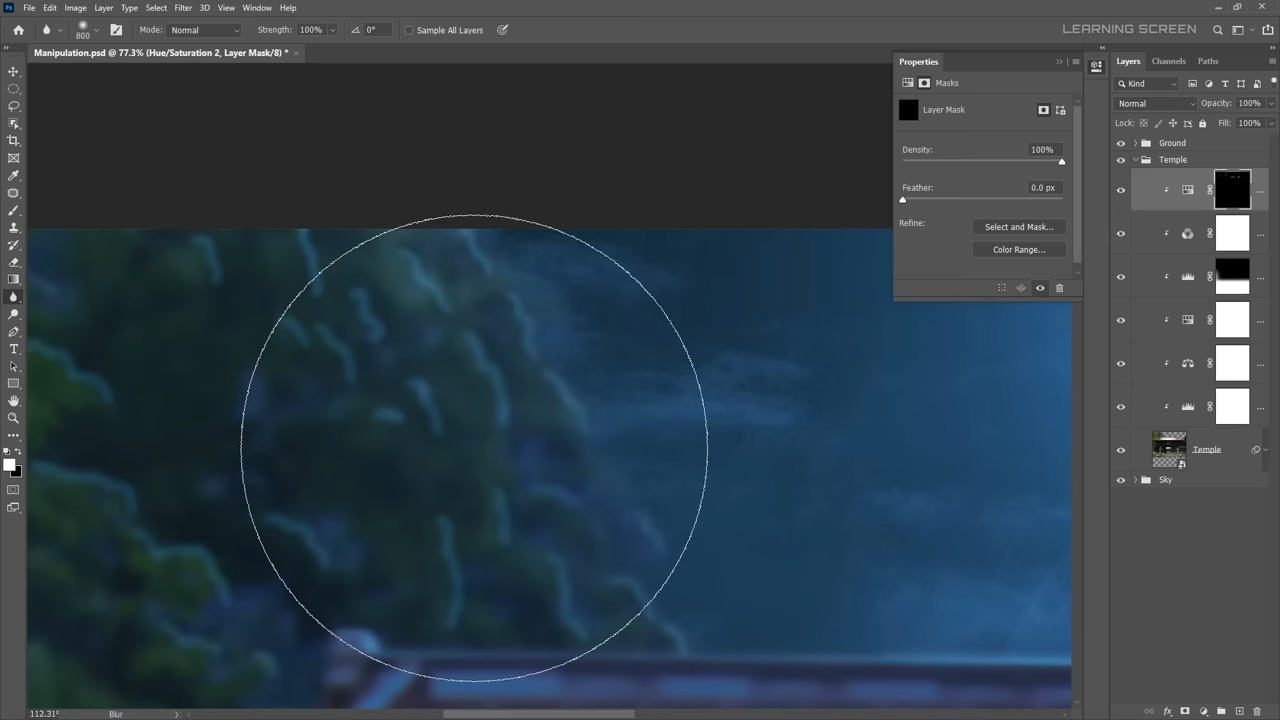 Ps File Edit Image Layer Type Select Filter 3D View Window Help
800 Mode: Normal Strength: 100% 0° Sample All Layers LEARNING SCREEN
Manipulation.psd @ 77.3% (Hue/Saturation 2, Layer Mask/8) *
Properties
Masks
Layer Mask
Density: 100%
Feather: 0.0 px
Refine: Select and Mask...
Color Range...
Layers Channels Paths
Kind
Normal Opacity: 100%
Lock: Fill: 100%
Ground
Temple
Temple
Sky
112.31° Blur